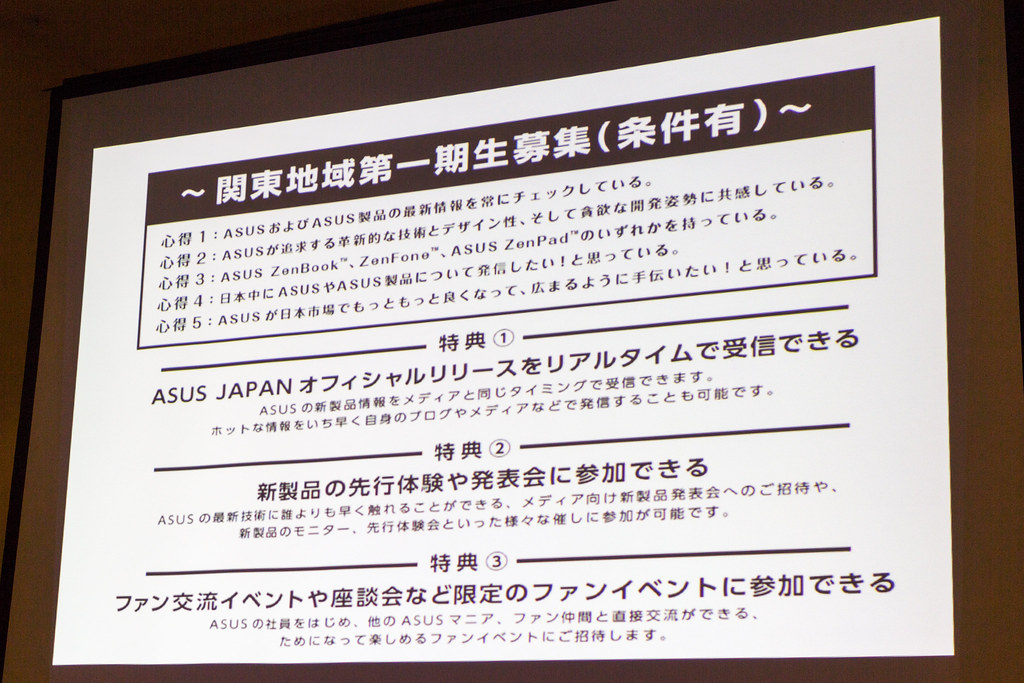 ～ 関東地域第一期生募集（条件有）～
心得1：ASUSおよびASUS製品の最新情報を常にチェックしている。
心得2：ASUSが追求する革新的な技術とデザイン性、そして貪欲な開発姿勢に共感している。
心得3：ASUS ZenBook™、ZenFone™、ASUS ZenPad™のいずれかを持っている。
心得4：日本中にASUSやASUS製品について発信したい！と思っている。
心得5：ASUSが日本市場でもっともっと良くなって、広まるように手伝いたい！と思っている。
特典①
ASUS JAPANオフィシャルリリースをリアルタイムで受信できる
ASUSの新製品情報をメディアと同じタイミングで受信できます。
ホットな情報をいち早く自身のブログやメディアなどで発信することも可能です。
特典②
新製品の先行体験や発表会に参加できる
ASUSの最新技術に誰よりも早く触れることができる、メディア向け新製品発表会へのご招待や、
新製品のモニター、先行体験会といった様々な催しに参加が可能です。
特典③
ファン交流イベントや座談会など限定のファンイベントに参加できる
ASUSの社員をはじめ、他のASUSマニア、ファン仲間と直接交流ができる、
ためになって楽しめるファンイベントにご招待します。